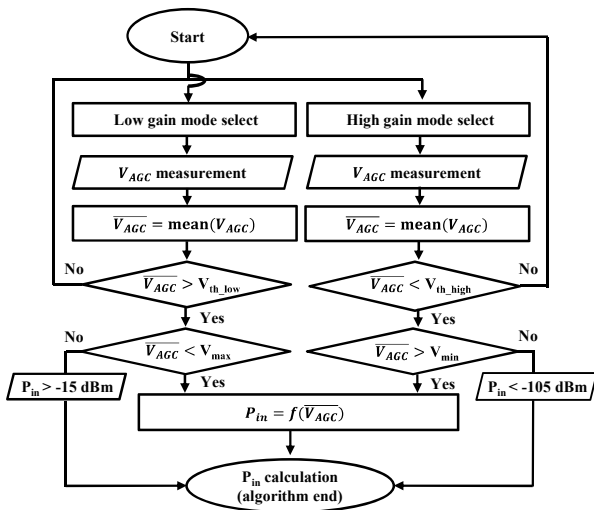 Start
Low gain mode select
High gain mode select
V_AGC measurement
V_AGC measurement
V̅_AGC = mean(V_AGC)
V̅_AGC = mean(V_AGC)
No
V̅_AGC > V_th_low
V̅_AGC < V_th_high
No
Yes
Yes
No
V̅_AGC < V_max
V̅_AGC > V_min
No
P_in > -15 dBm
Yes
Yes
P_in < -105 dBm
P_in = f(V̅_AGC)
P_in calculation
(algorithm end)